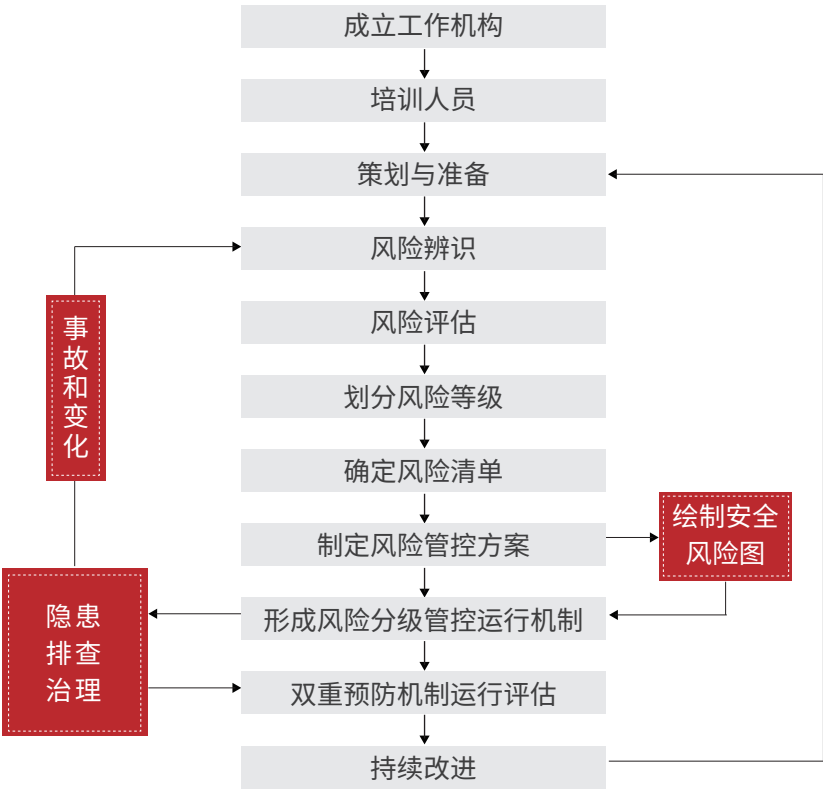 成立工作机构
培训人员
策划与准备
风险辨识
风险评估
划分风险等级
确定风险清单
制定风险管控方案
形成风险分级管控运行机制
双重预防机制运行评估
持续改进
事故和变化
隐患
排查
治理
绘制安全
风险图